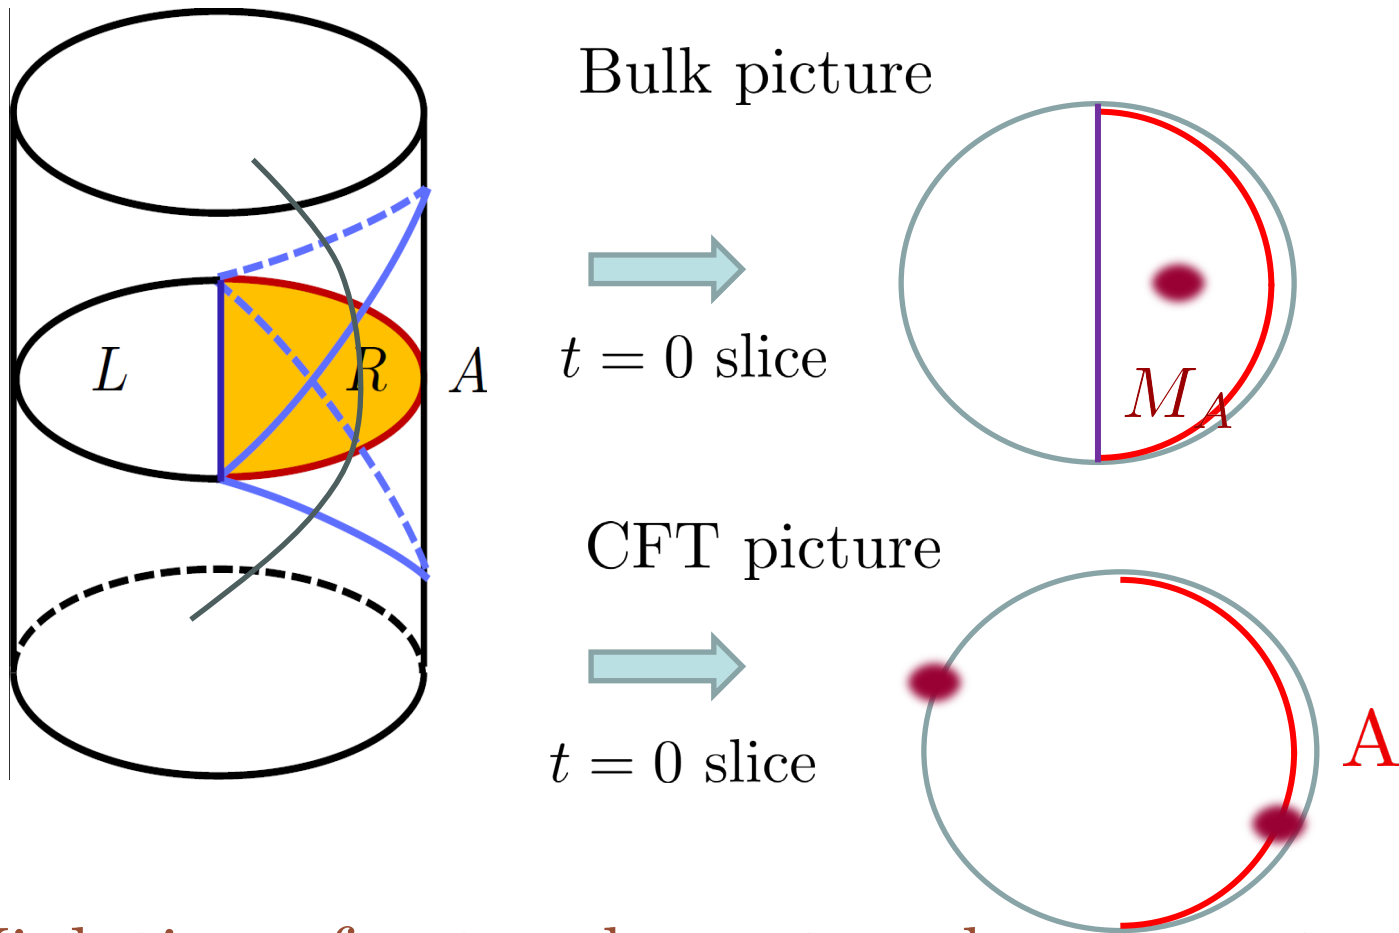 Bulk picture
L
R
A
t = 0 slice
M_A
CFT picture
t = 0 slice
A